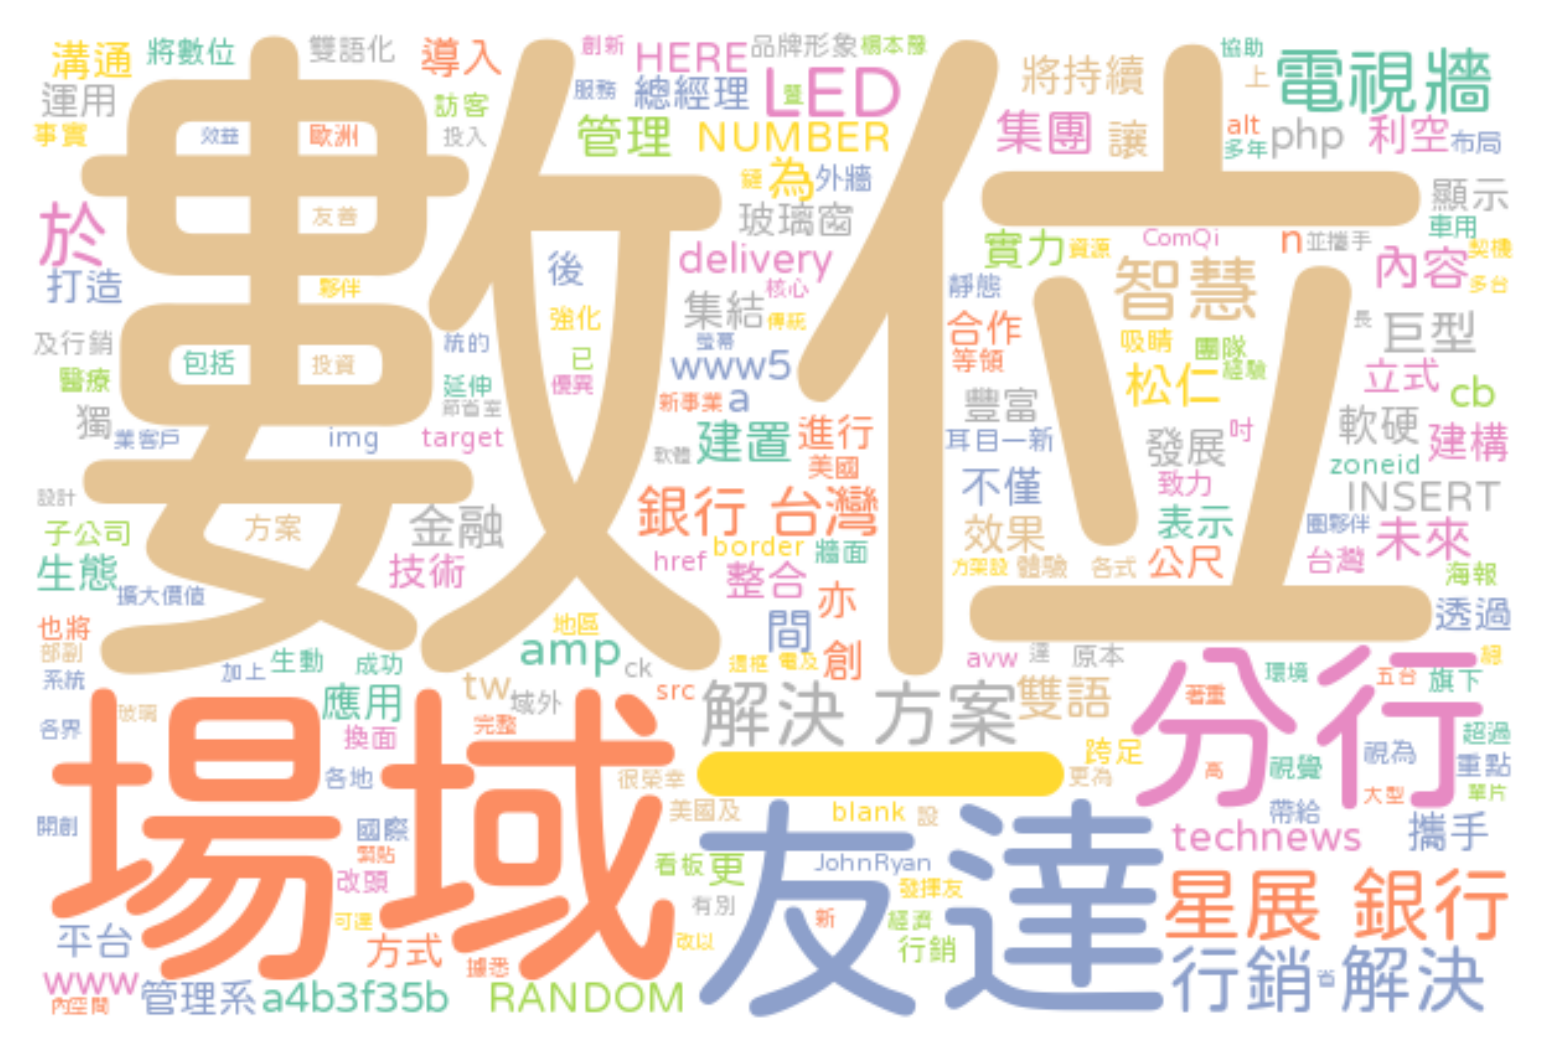 溝通 將數位 雙語化 導入 創新 HERE 品牌形象 協助 電視牆
運用 訪客 服務 總經理 LED 將持續 上
事實 效益 歐洲 投入 管理 NUMBER 集團 讓 alt php 利空 布局
多年
為 外牆 顯示
於 友善 玻璃窗 車用
打造 夥伴 後 delivery 實力 資源 ComQi n 並攜手 內容 契機
核心 靜態 智慧 多台
數位
及行銷 統的 強化 集結 傳統 合作 吸睛 團隊 長 巨型
醫療 包括 投資 延伸 已 螢幕 www5 等領 松仁 經驗 立式 cb
獨 節省室 優異 新事業 a 豐富 軟硬
業客戶 img target 軟體 建置 進行 耳目一新 發展 吋 建構
美國 zoneid
設計 金融 銀行 台灣 不僅 致力 INSERT
子公司 方案 效果 表示 圈夥伴 未來
生態 技術 href border 牆面 方案設 體驗 各式 公尺 台灣 海報
擴大價值 整合 亦 透過
也將 地區 間
部副 加上 生動 成功 amp ck 這框 電及 創 avw 達 原本 分行 環境 五台 旗下
系統 應用 tw 域外 src 解決 方案 雙語 著重
各界 玻璃 換面 完整 一 跨足 視覺 視為 超過
場域 各地 很榮幸 更為 高 重點
開創 國際 美國及 blank 設 帶給 大型 單片
緊貼 友達 technews 攜手
改頭 看板 更 JohnRyan
可達 有別 新 發揮友 星展 銀行
平台 方式 改以 經濟
www 據悉 行銷 行銷 解決
內空間 管理系 a4b3f35b RANDOM